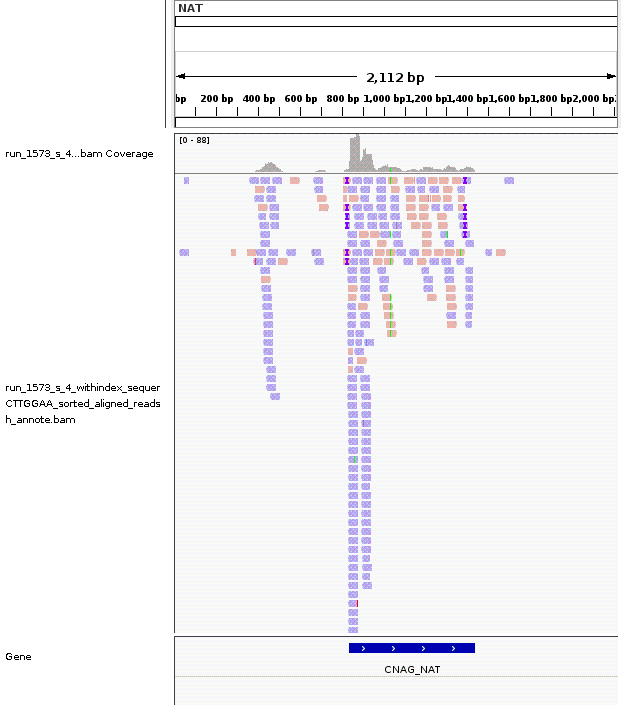 NAT
2,112 bp
bp 200 bp 400 bp 600 bp 800 bp 1,000 bp 1,200 bp 1,400 bp 1,600 bp 1,800 bp 2,000 bp
[0 - 88]
run_1573_s_4...bam Coverage
run_1573_s_4_withindex_sequer
CTTGGAA_sorted_aligned_reads
h_annote.bam
Gene
CNAG_NAT